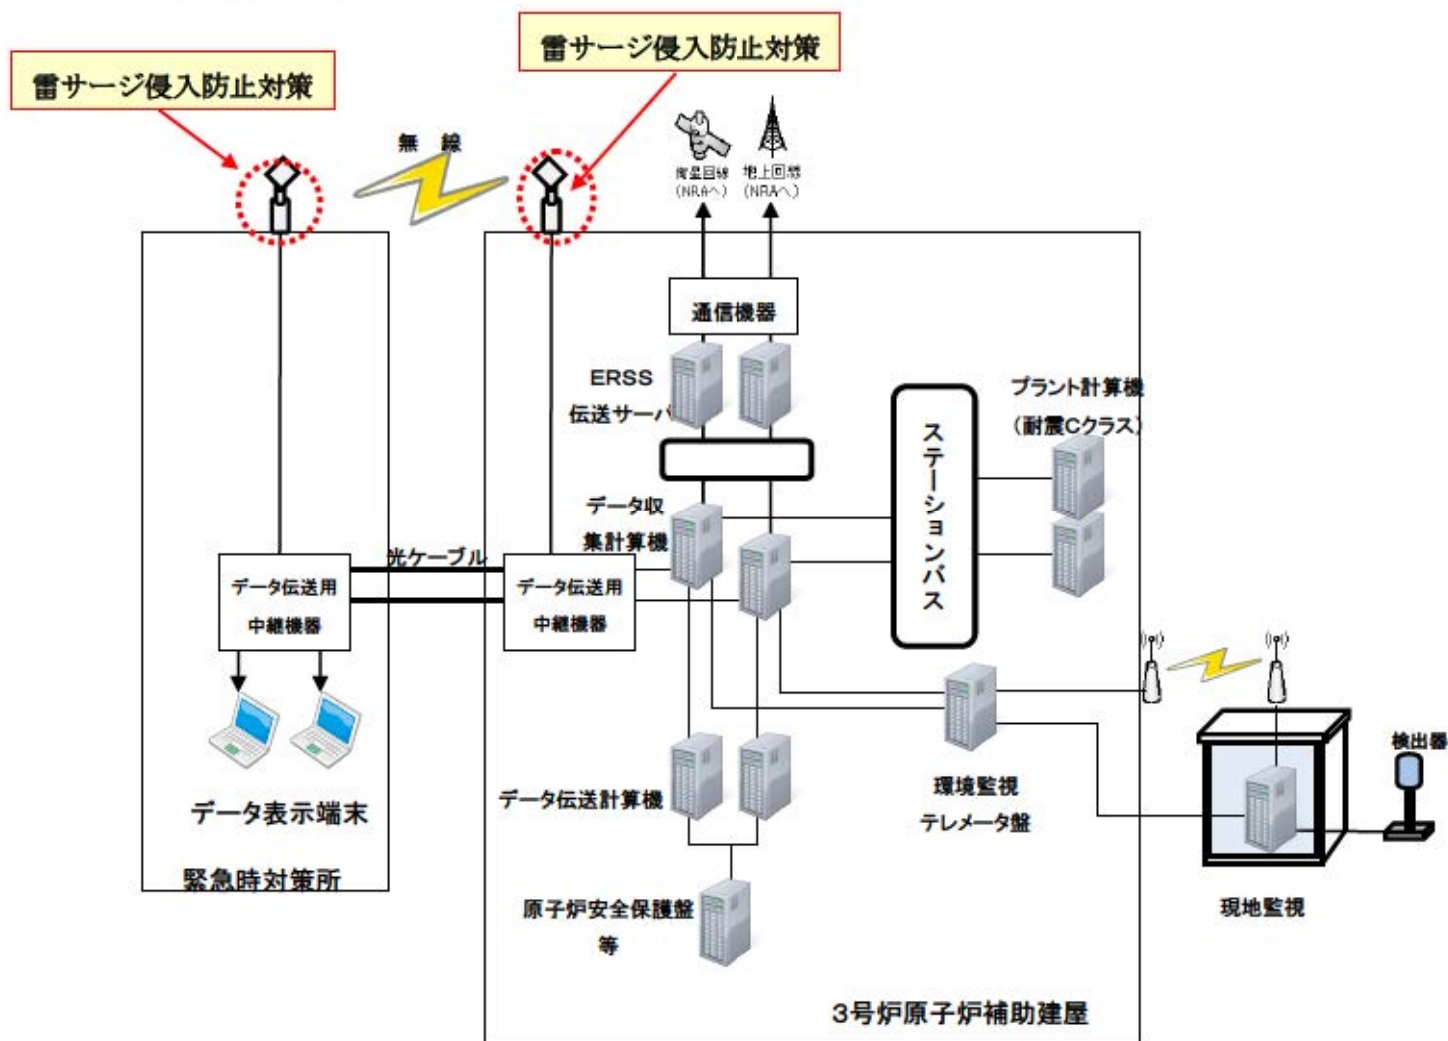 雷サージ侵入防止対策
雷サージ侵入防止対策
無 線
衛星回線
(NRAへ)
地上回線
(NRAへ)
通信機器
ERSS
伝送サーバ
プラント計算機
(耐震Cクラス)
ステーションバス
データ収
集計算機
光ケーブル
データ伝送用
中継機器
データ伝送用
中継機器
データ表示端末
緊急時対策所
データ伝送計算機
環境監視
テレメータ盤
検出器
現地監視
原子炉安全保護盤
等
3号炉原子炉補助建屋